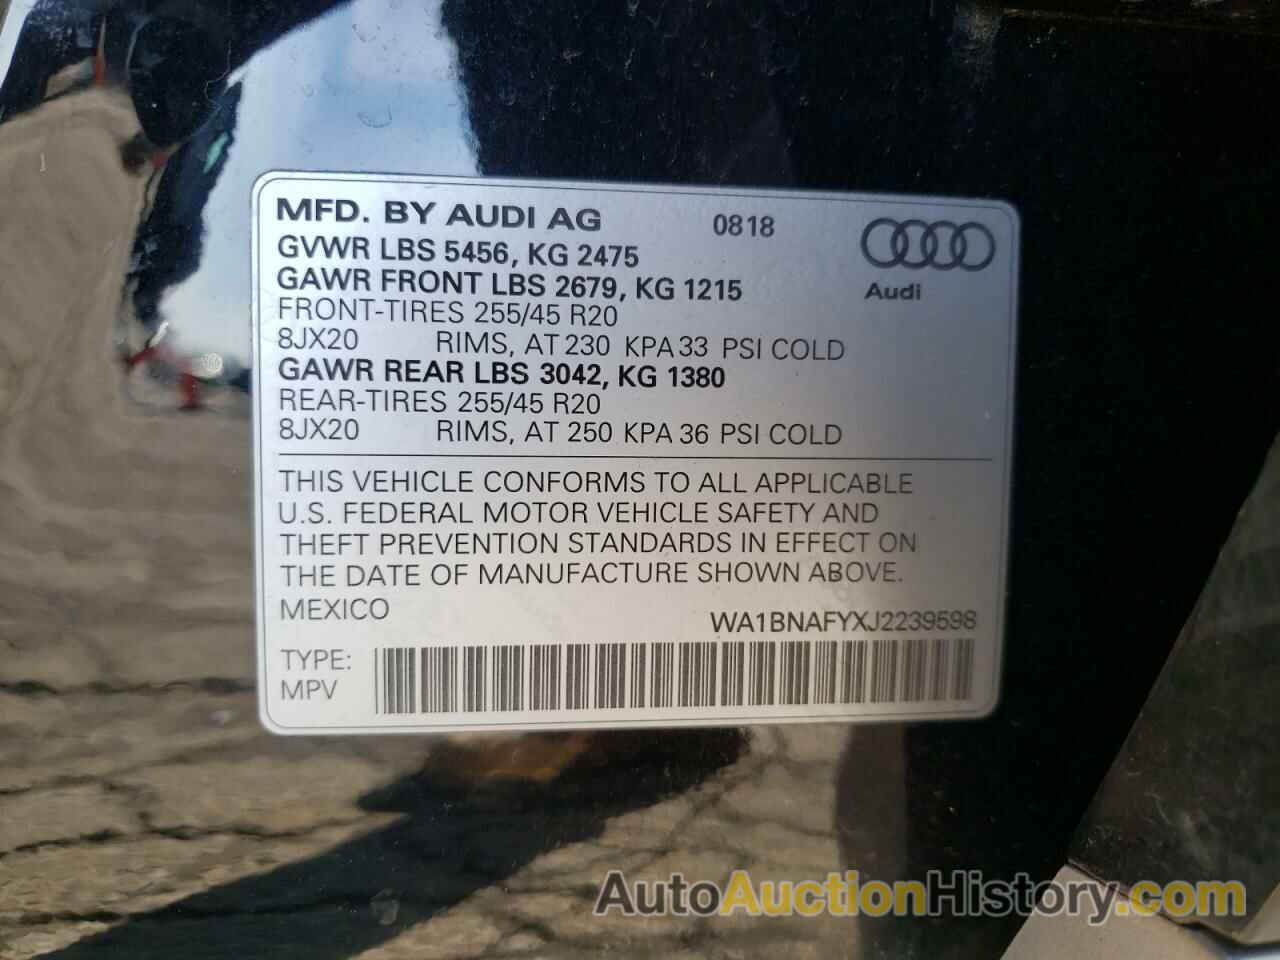 MFD. BY AUDI AG 0818
GVWR LBS 5456, KG 2475
GAWR FRONT LBS 2679, KG 1215
Audi
FRONT-TIRES 255/45 R20
8JX20 RIMS, AT 230 KPA 33 PSI COLD
GAWR REAR LBS 3042, KG 1380
REAR-TIRES 255/45 R20
8JX20 RIMS, AT 250 KPA 36 PSI COLD
THIS VEHICLE CONFORMS TO ALL APPLICABLE
U.S. FEDERAL MOTOR VEHICLE SAFETY AND
THEFT PREVENTION STANDARDS IN EFFECT ON
THE DATE OF MANUFACTURE SHOWN ABOVE.
MEXICO WA1BNAFYXJ2239598
TYPE:
MPV
AutoAuctionHistory.com